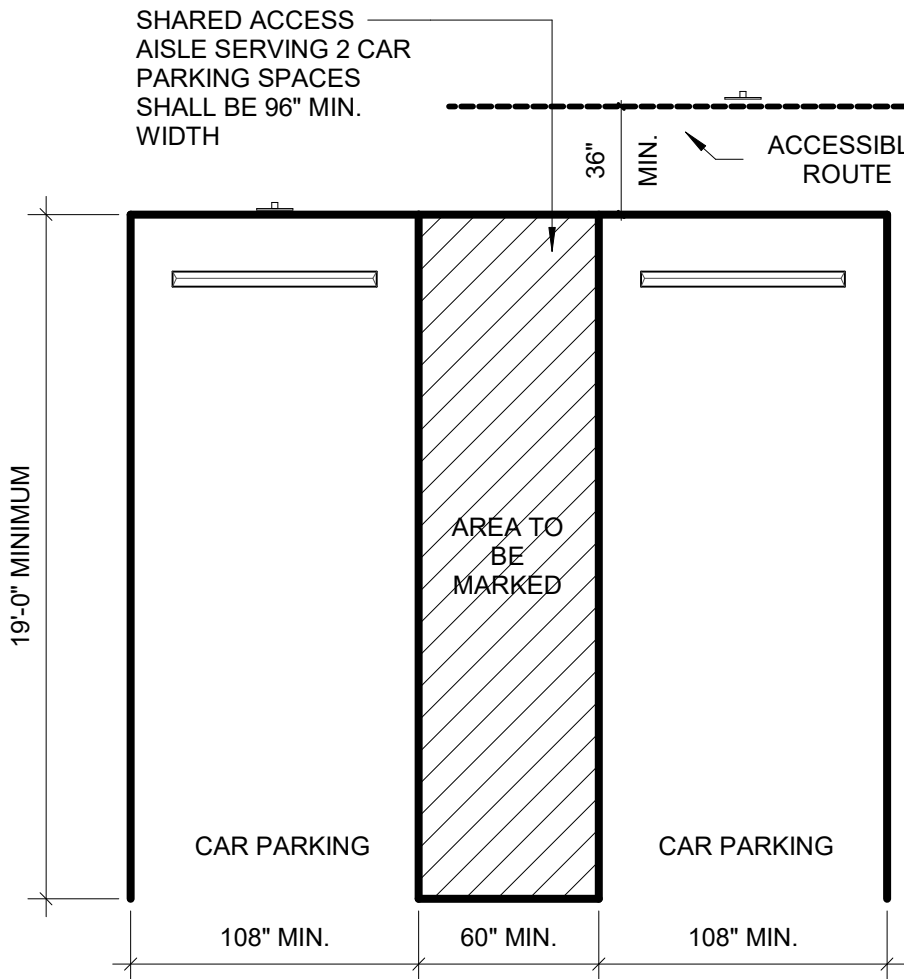 SHARED ACCESS
AISLE SERVING 2 CAR
PARKING SPACES
SHALL BE 96" MIN.
WIDTH
36"
MIN.
ACCESSIBL
ROUTE
19'-0" MINIMUM
AREA TO
BE
MARKED
CAR PARKING
CAR PARKING
108" MIN.
60" MIN.
108" MIN.